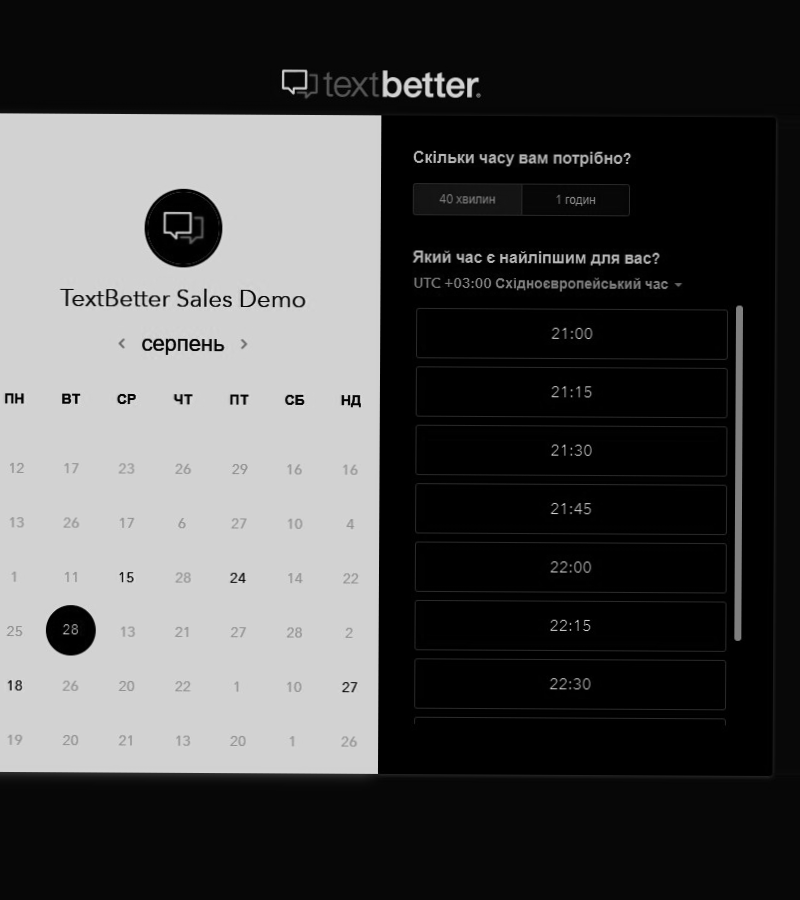 textbetter.
TextBetter Sales Demo
серпень
ПН ВТ СР ЧТ ПТ СБ НД
12 17 23 26 29 16 16
13 26 17 6 27 10 4
1 11 15 28 24 14 22
25 28 13 21 27 28 2
18 26 20 22 1 10 27
19 20 21 13 20 1 26
Скільки часу вам потрібно?
40 хвилин 1 годин
Який час є найліпшим для вас?
UTC +03:00 Східноєвропейський час
21:00
21:15
21:30
21:45
22:00
22:15
22:30